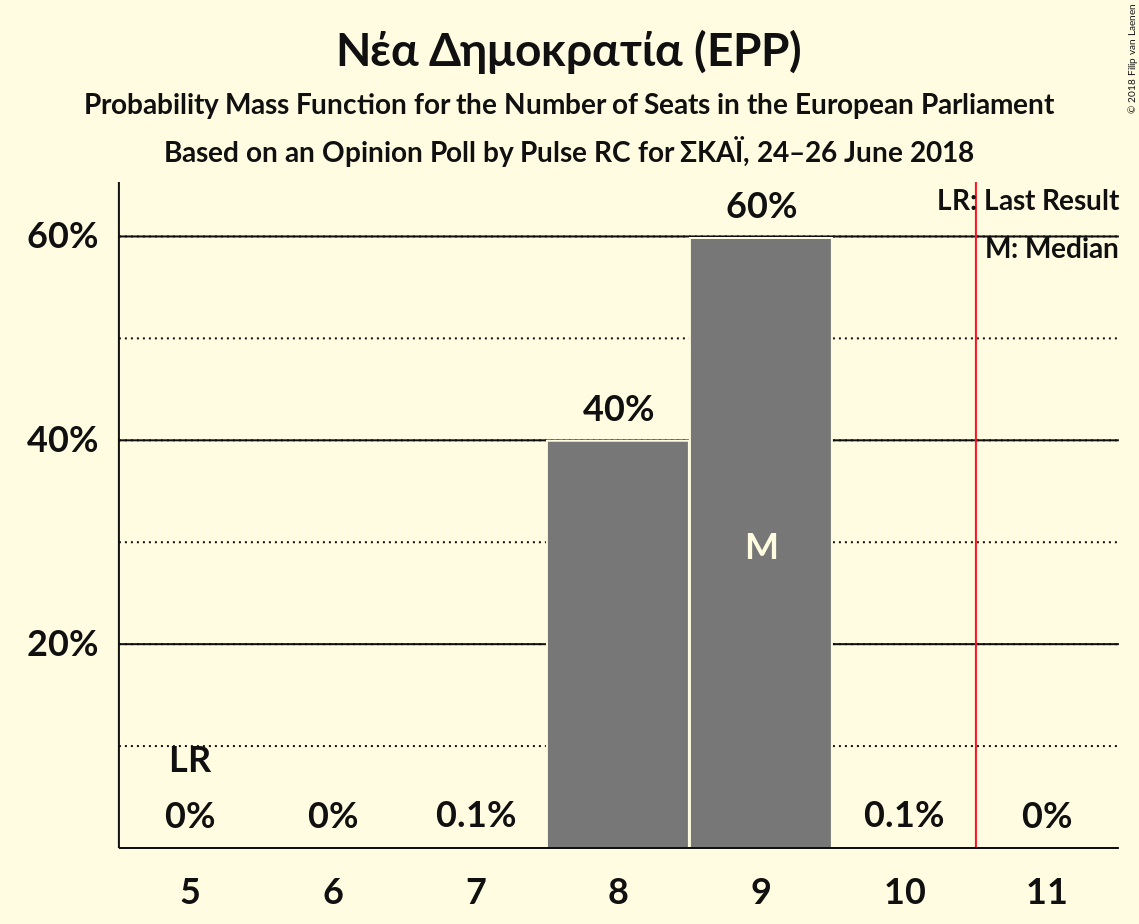 Νέα Δημοκρατία (EPP)
Probability Mass Function for the Number of Seats in the European Parliament
Based on an Opinion Poll by Pulse RC for ΣΚΑΪ, 24–26 June 2018
© 2018 Filip van Laenen
LR: Last Result
M: Median
60%
40%
20%
LR
0%
0%
0.1%
40%
60%
M
0.1%
0%
5
6
7
8
9
10
11